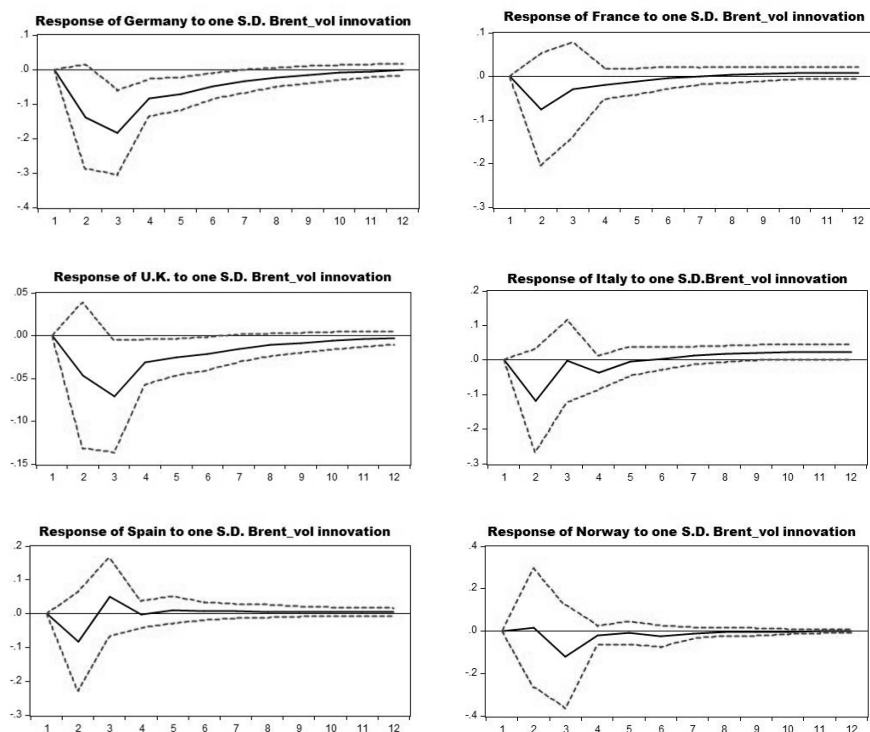 Response of Germany to one S.D. Brent_vol innovation
.1
.0
-.1
-.2
-.3
-.4
1 2 3 4 5 6 7 8 9 10 11 12
Response of France to one S.D. Brent_vol innovation
.1
.0
-.1
-.2
-.3
1 2 3 4 5 6 7 8 9 10 11 12
Response of U.K. to one S.D. Brent_vol innovation
.05
.00
-.05
-.10
-.15
1 2 3 4 5 6 7 8 9 10 11 12
Response of Italy to one S.D.Brent_vol innovation
.2
.1
.0
-.1
-.2
-.3
1 2 3 4 5 6 7 8 9 10 11 12
Response of Spain to one S.D. Brent_vol innovation
.2
.1
.0
-.1
-.2
-.3
1 2 3 4 5 6 7 8 9 10 11 12
Response of Norway to one S.D. Brent_vol innovation
.4
.2
.0
-.2
-.4
1 2 3 4 5 6 7 8 9 10 11 12